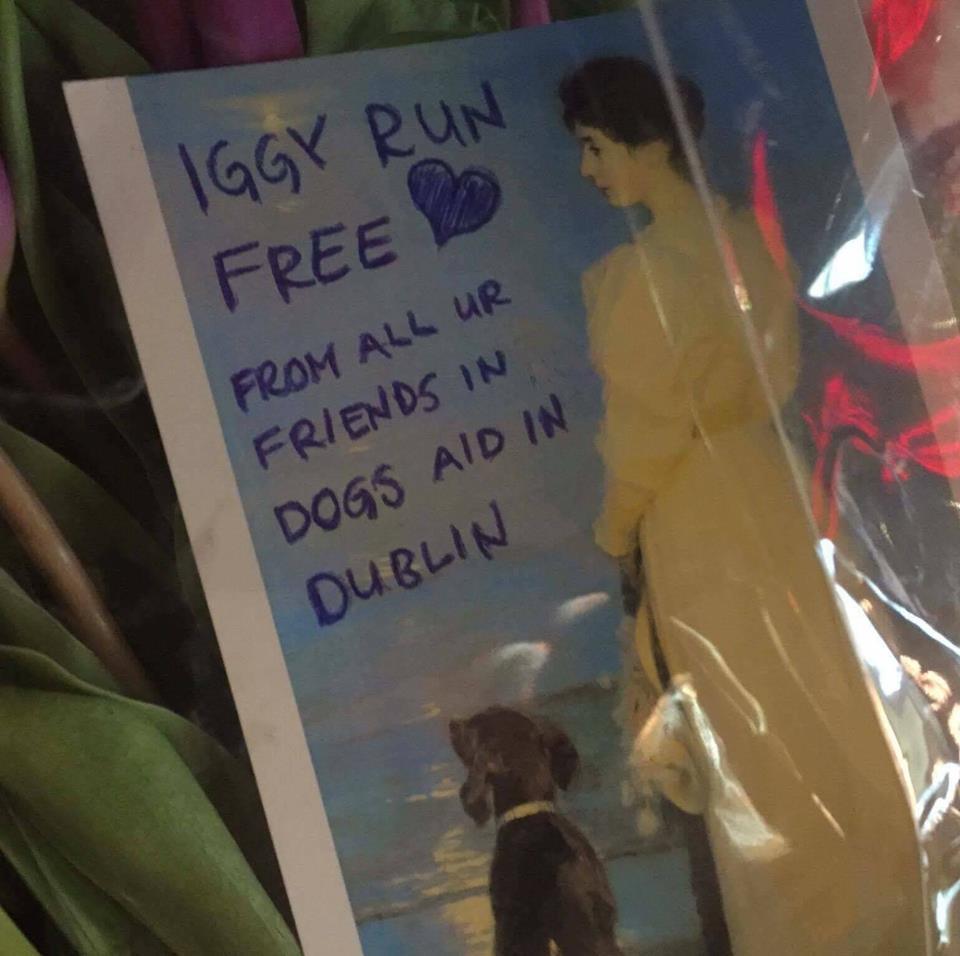 IGGY RUN
FREE
FROM ALL UR
FRIENDS IN
DOGS AID IN
DUBLIN